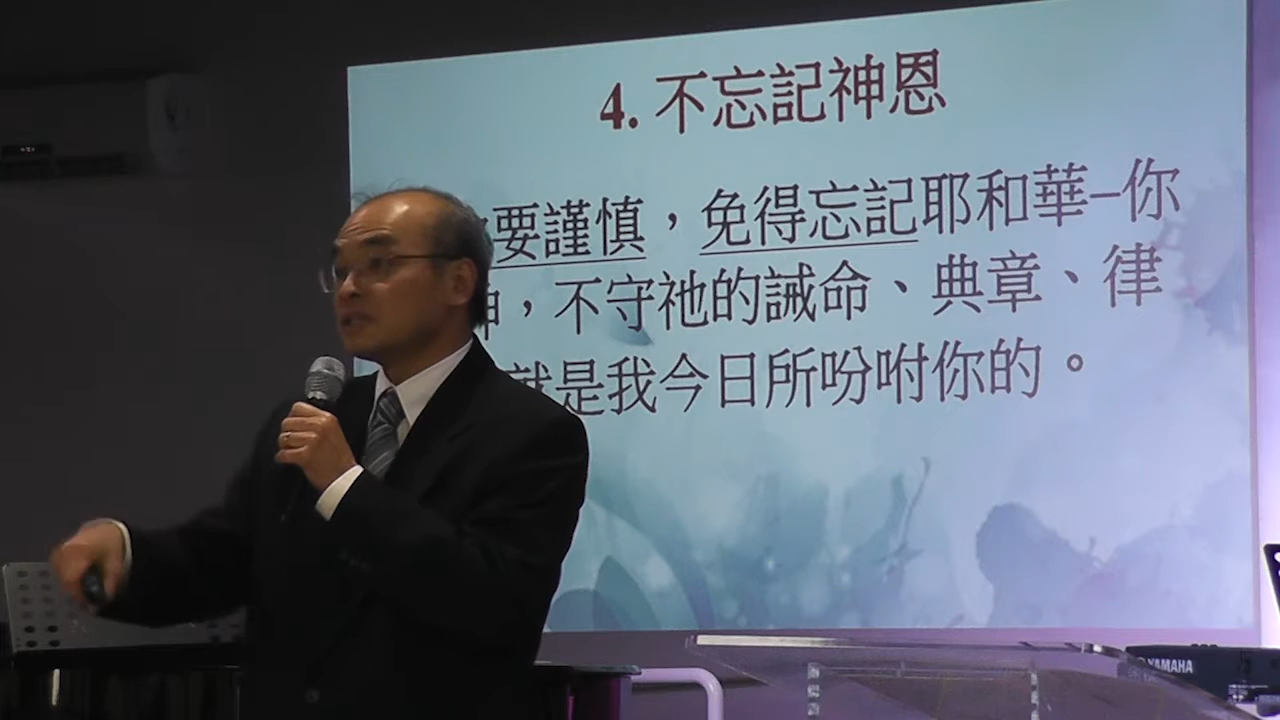 4. 不忘記神恩
要謹慎，免得忘記耶和華─你
神，不守祂的誡命、典章、律
就是我今日所吩咐你的。
YAMAHA